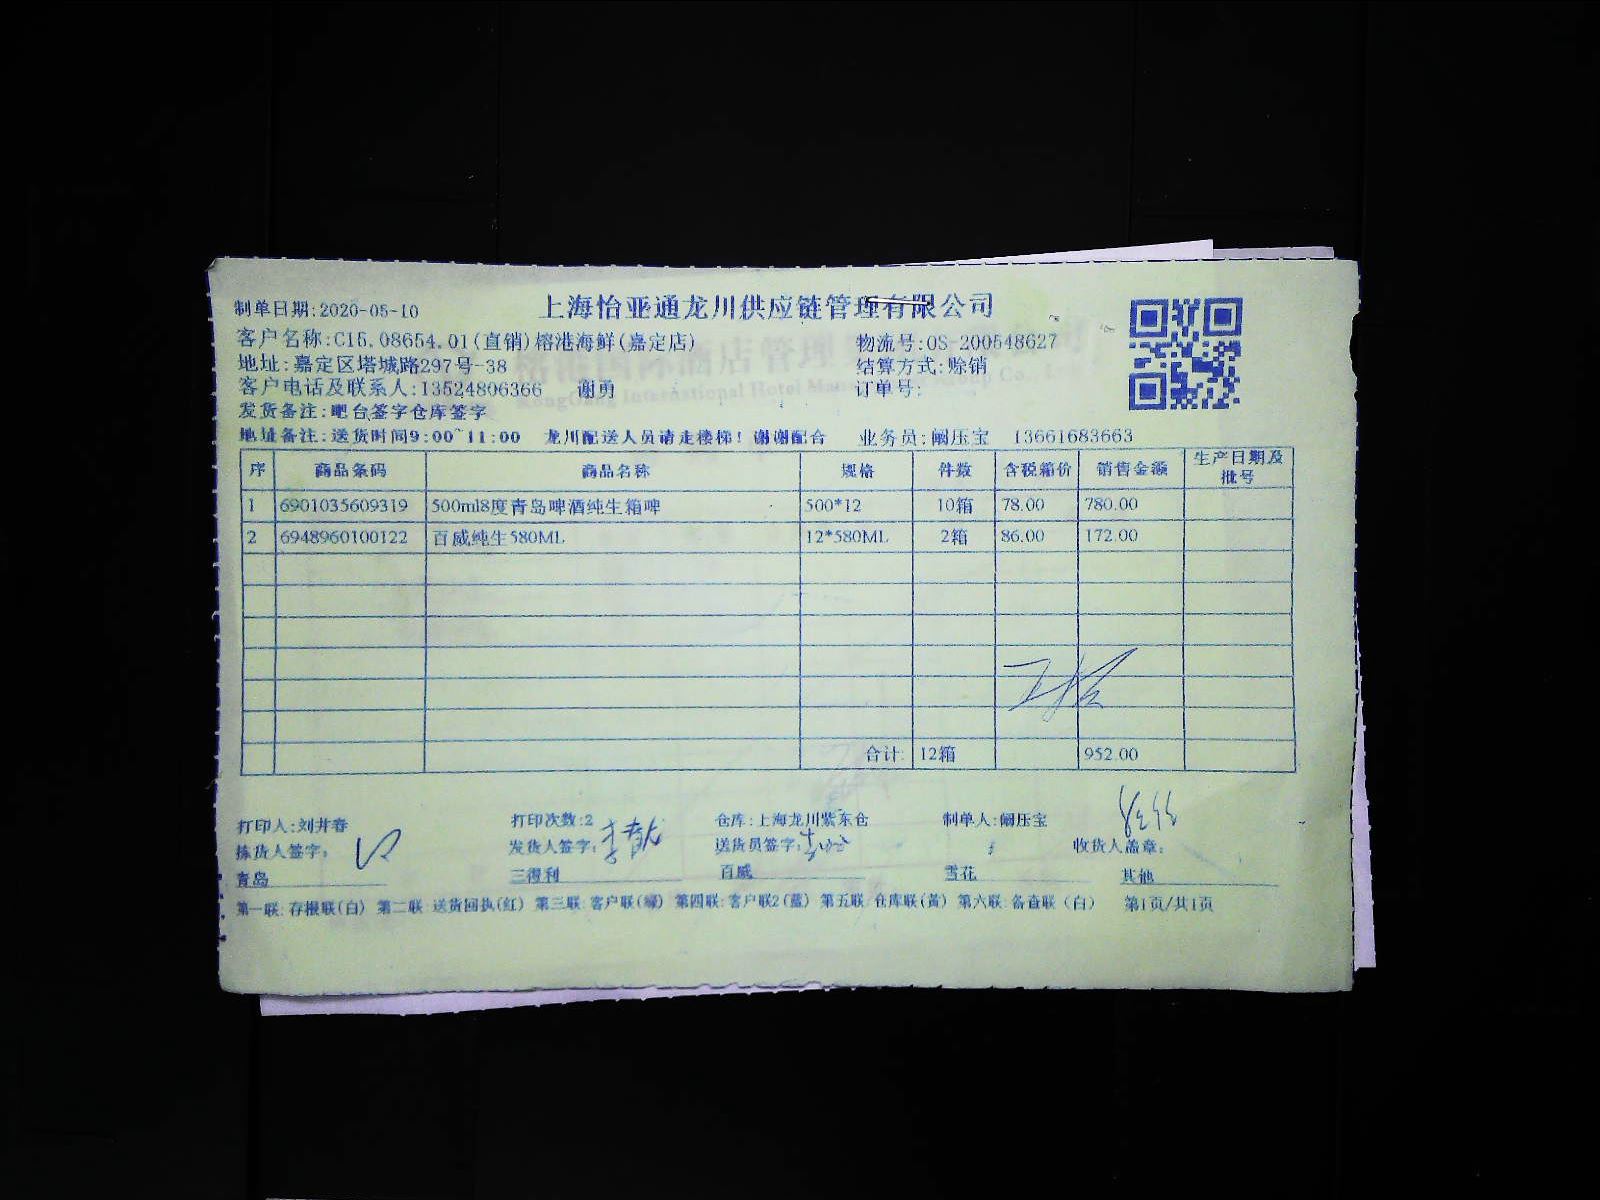 上海怡亚通龙川供应链管理有限公司
制单日期:2020-05-10
客户名称:C15.08654.01(直销)榕港海鲜(嘉定店) 物流号:OS-200548627
地址:嘉定区塔城路297号-38 结算方式:赊销
客户电话及联系人:13524806366 谢勇 订单号:
发货备注:吧台签字仓库签字
地址备注:送货时间9:00~11:00 龙川配送人员请走楼梯!谢谢配合 业务员:阚压宝 13661683663
序 商品条码 商品名称 规格 件数 含税箱价 销售金额 生产日期及批号
1 6901035609319 500ml8度青岛啤酒纯生箱啤 500*12 10箱 78.00 780.00
2 6948960100122 百威纯生580ML 12*580ML 2箱 86.00 172.00
合计: 12箱 952.00
打印人:刘井春 打印次数:2 仓库:上海龙川紫东仓 制单人:阚压宝
拣货人签字: 发货人签字: 送货员签字: 收货人盖章:
青岛 三得利 百威 雪花 其他
第一联:存根联(白) 第二联:送货回执(红) 第三联:客户联(绿) 第四联:客户联2(蓝) 第五联:仓库联(黄) 第六联:备查联(白) 第1页/共1页